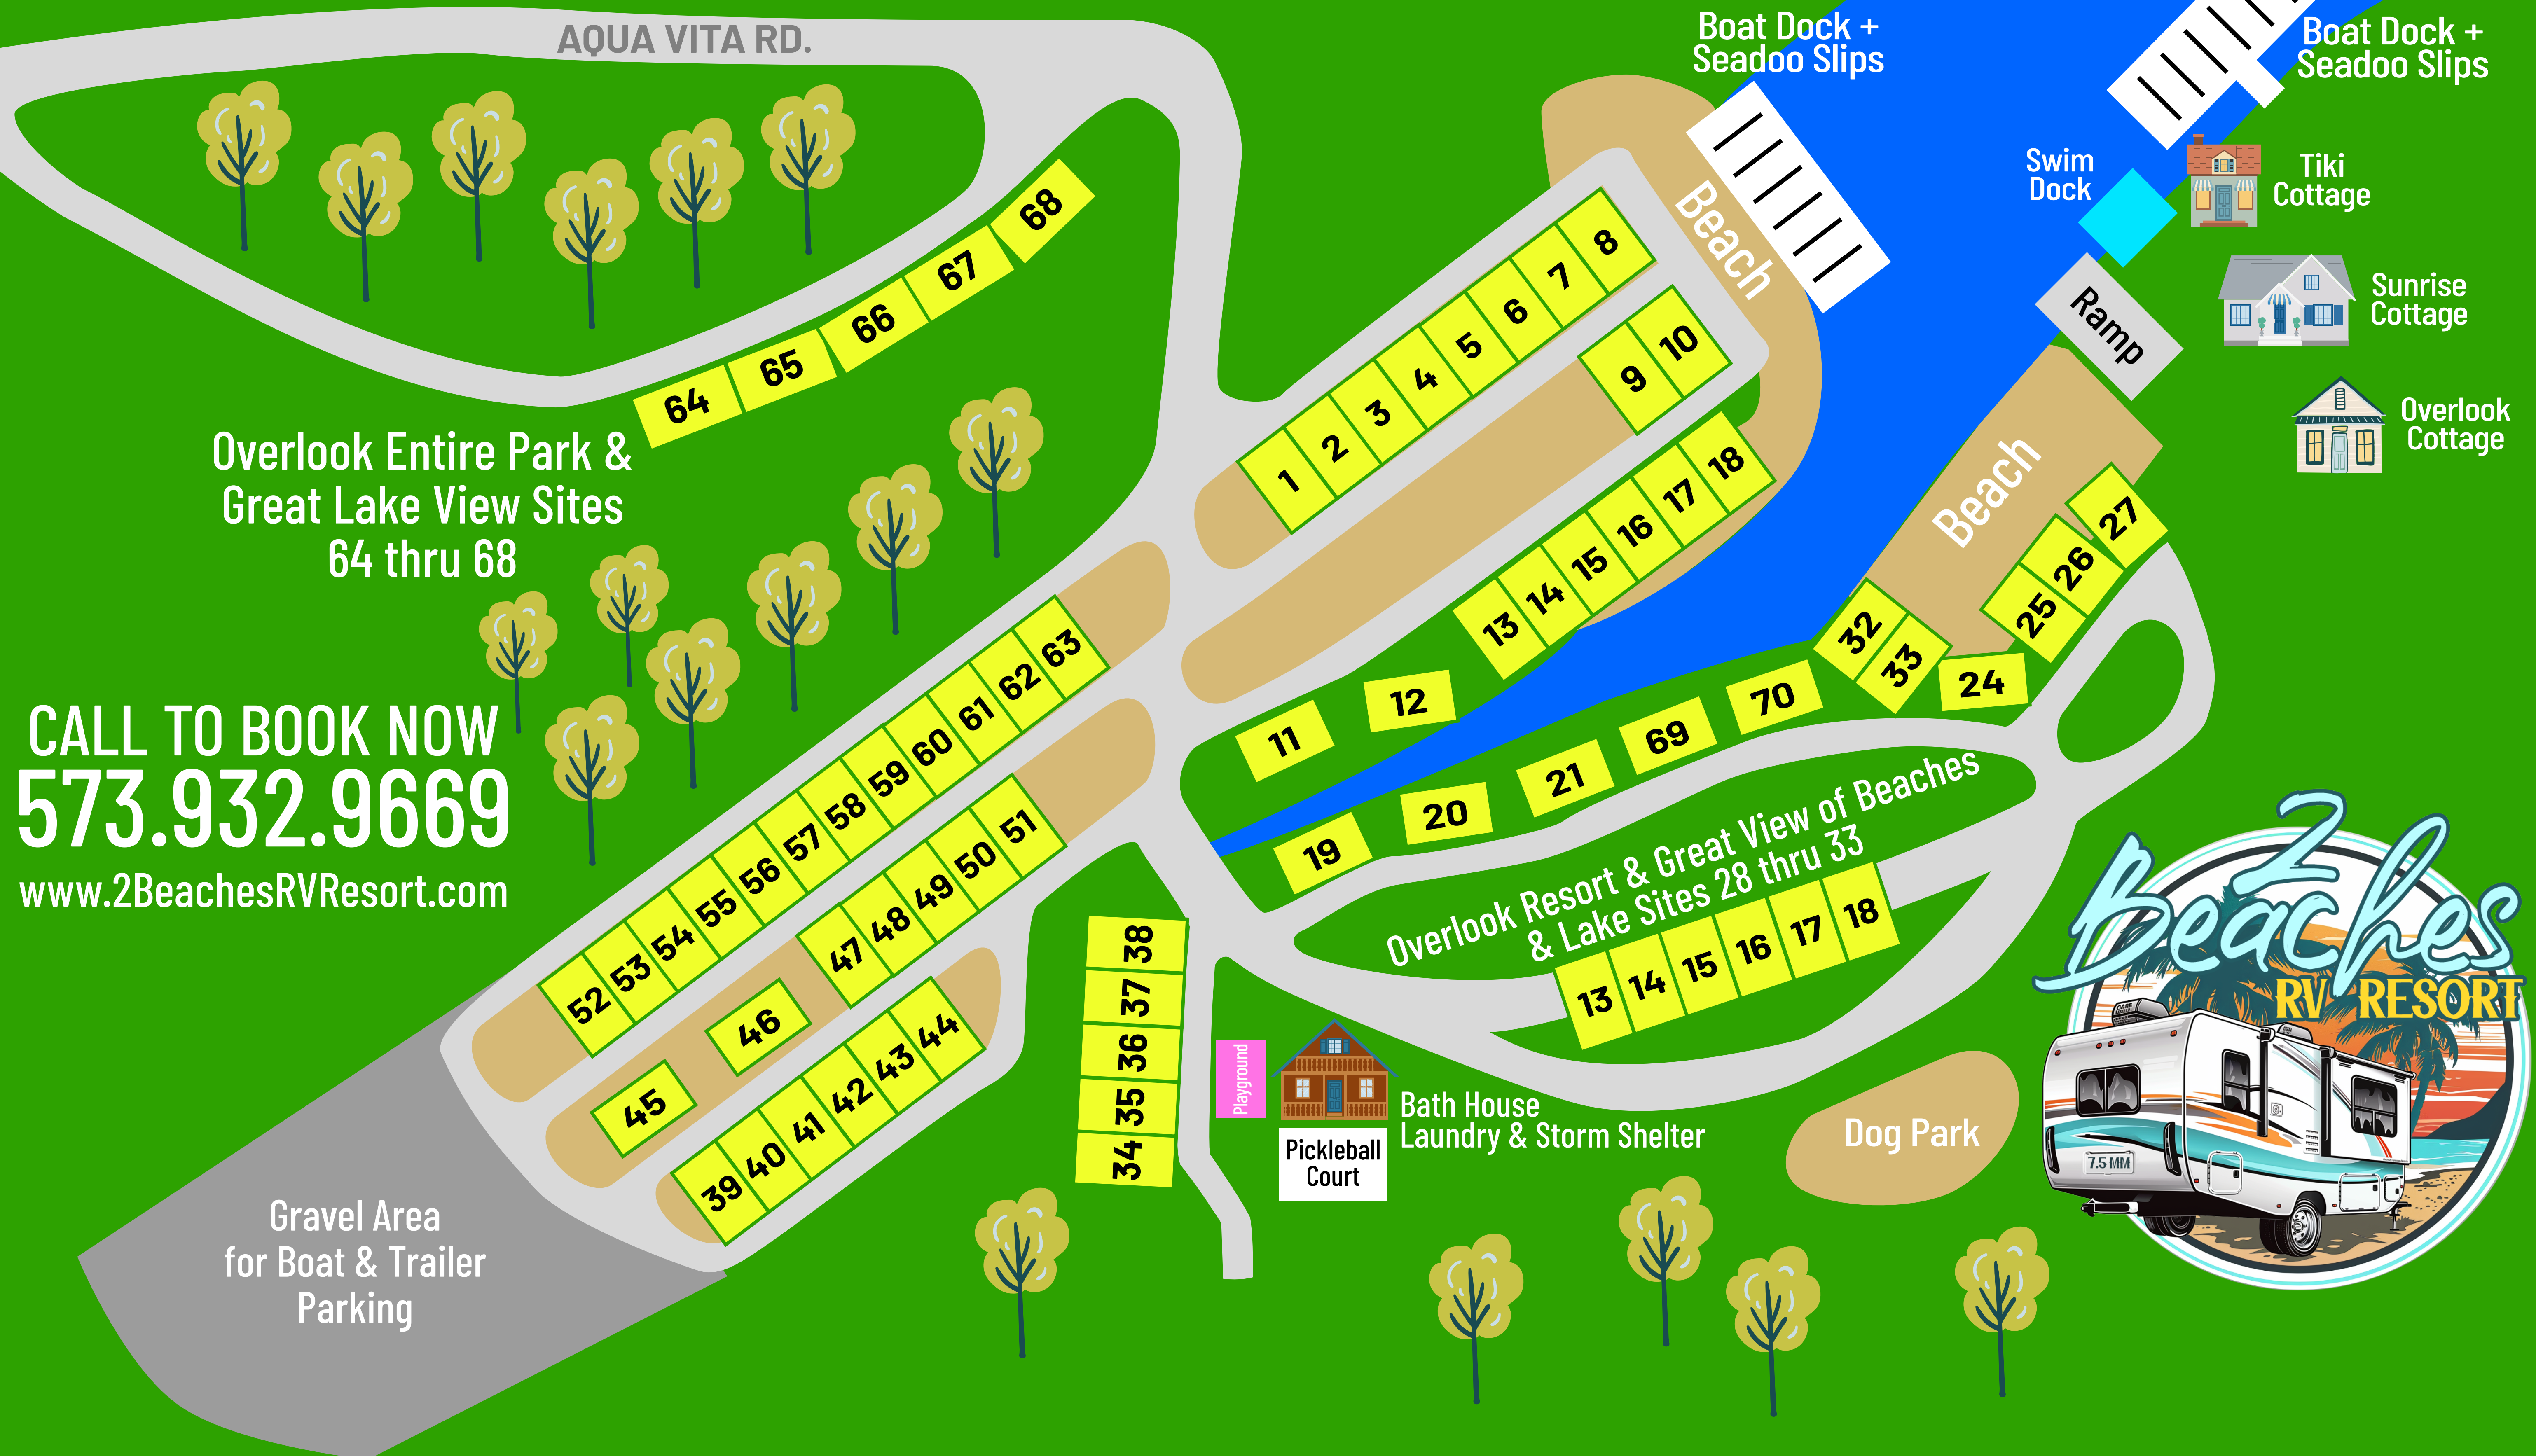 AQUA VITA RD.
Boat Dock +
Seadoo Slips
Boat Dock +
Seadoo Slips
Swim
Dock
Tiki
Cottage
Sunrise
Cottage
Overlook
Cottage
Ramp
Beach
Beach
68
67
66
65
64
Overlook Entire Park &
Great Lake View Sites
64 thru 68
1
2
3
4
5
6
7
8
9
10
13
14
15
16
17
18
11
12
19
20
21
69
70
32
33
24
25
26
27
CALL TO BOOK NOW
573.932.9669
www.2BeachesRVResort.com
52
53
54
55
56
57
58
59
60
61
62
63
45
46
47
48
49
50
51
39
40
41
42
43
44
38
37
36
35
34
Overlook Resort & Great View of Beaches
& Lake Sites 28 thru 33
13
14
15
16
17
18
Playground
Bath House
Laundry & Storm Shelter
Pickleball
Court
Dog Park
Gravel Area
for Boat & Trailer
Parking
2
Beaches
RV RESORT
7.5 MM